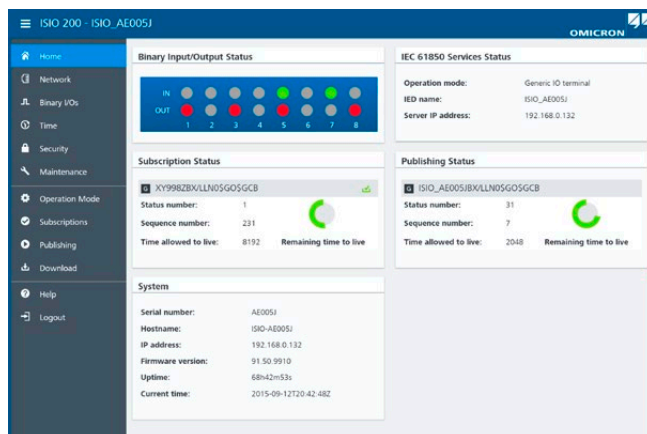 ISIO 200 - ISIO_AE005J
OMICRON
Home
Network
Binary I/Os
Time
Security
Maintenance
Operation Mode
Subscriptions
Publishing
Download
Help
Logout
Binary Input/Output Status
IN
OUT
1 2 3 4 5 6 7 8
IEC 61850 Services Status
Operation mode: Generic IO terminal
IED name: ISIO_AE005J
Server IP address: 192.168.0.132
Subscription Status
G XY998ZBX/LLN0$GO$GCB
Status number: 1
Sequence number: 231
Time allowed to live: 8192 Remaining time to live
Publishing Status
G ISIO_AE005JBX/LLN0$GO$GCB
Status number: 31
Sequence number: 7
Time allowed to live: 2048 Remaining time to live
System
Serial number: AE005J
Hostname: ISIO-AE005J
IP address: 192.168.0.132
Firmware version: 91.50.9910
Uptime: 68h42m53s
Current time: 2015-09-12T20:42:48Z